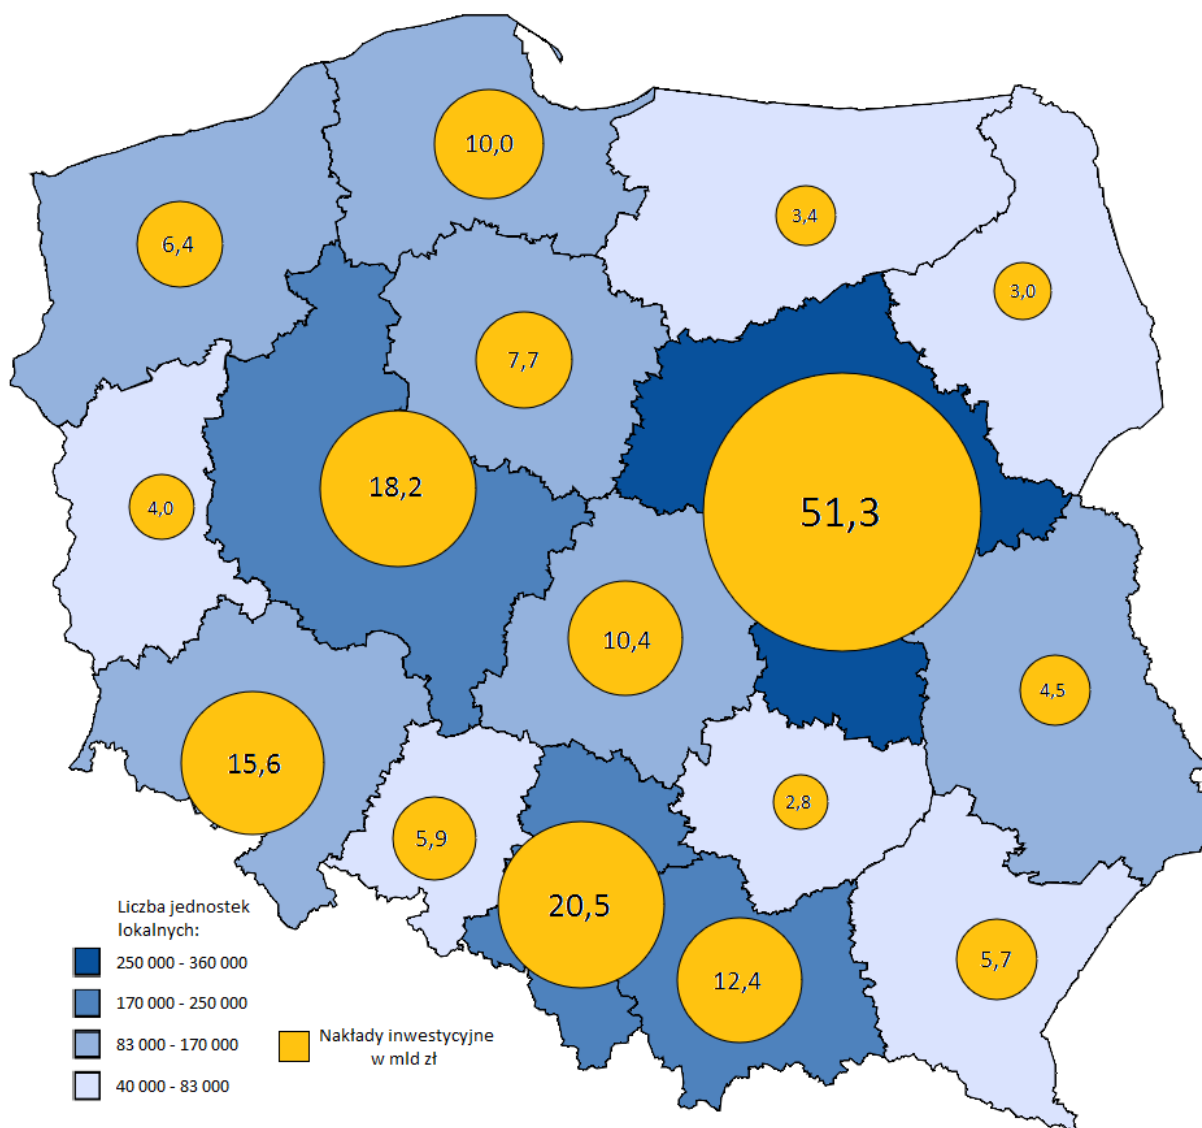 10,0
3,4
6,4
3,0
7,7
18,2
4,0
51,3
10,4
4,5
15,6
2,8
5,9
20,5
5,7
12,4
Liczba jednostek
lokalnych:
250 000 - 360 000
170 000 - 250 000
83 000 - 170 000
40 000 - 83 000
Nakłady inwestycyjne
w mld zł